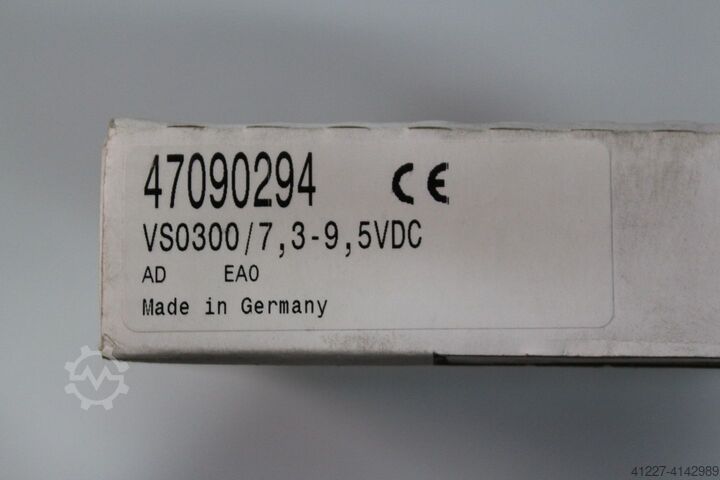 47090294 CE
VS0300/7,3-9,5VDC
AD EA0
Made in Germany
41227-4142989